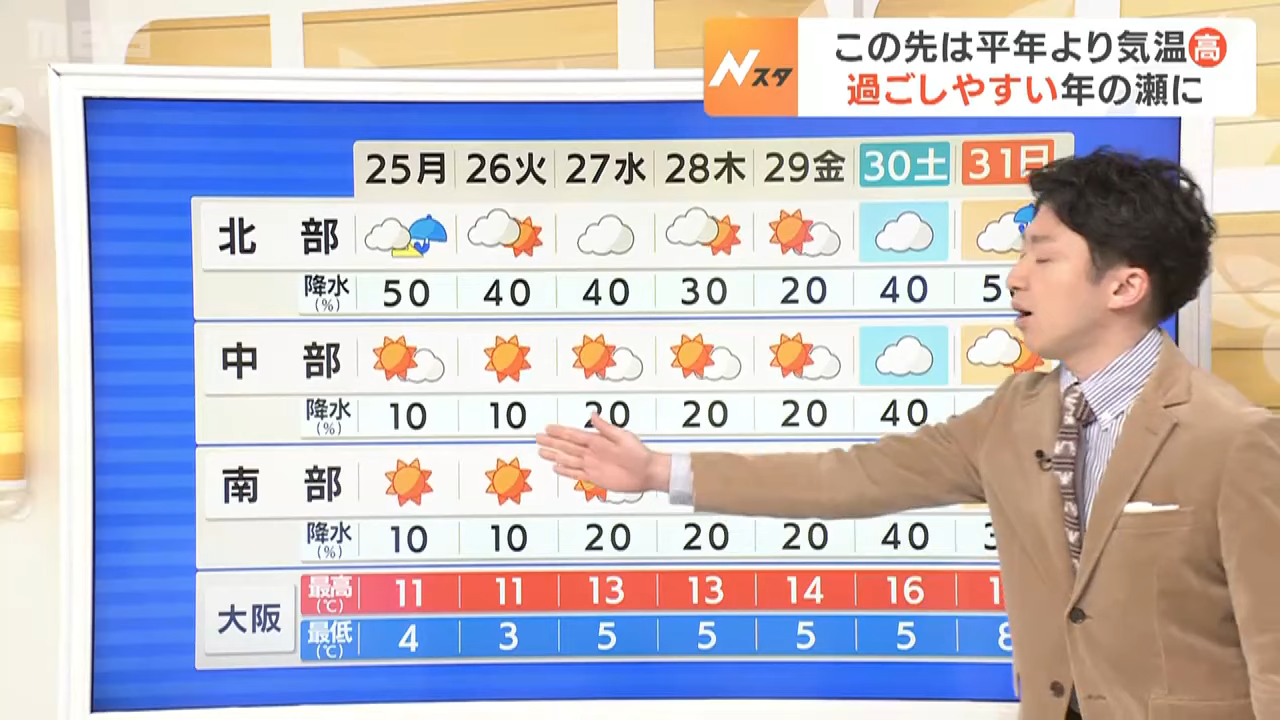 MBS
Nスタ
この先は平年より気温高
過ごしやすい年の瀬に
25月 26火 27水 28木 29金 30土 31日
北部
降水(%) 50 40 40 30 20 40
中部
降水(%) 10 10 20 20 20 40
南部
降水(%) 10 10 20 20 20 40
大阪
最高(℃) 11 11 13 13 14 16
最低(℃) 4 3 5 5 5 5 8